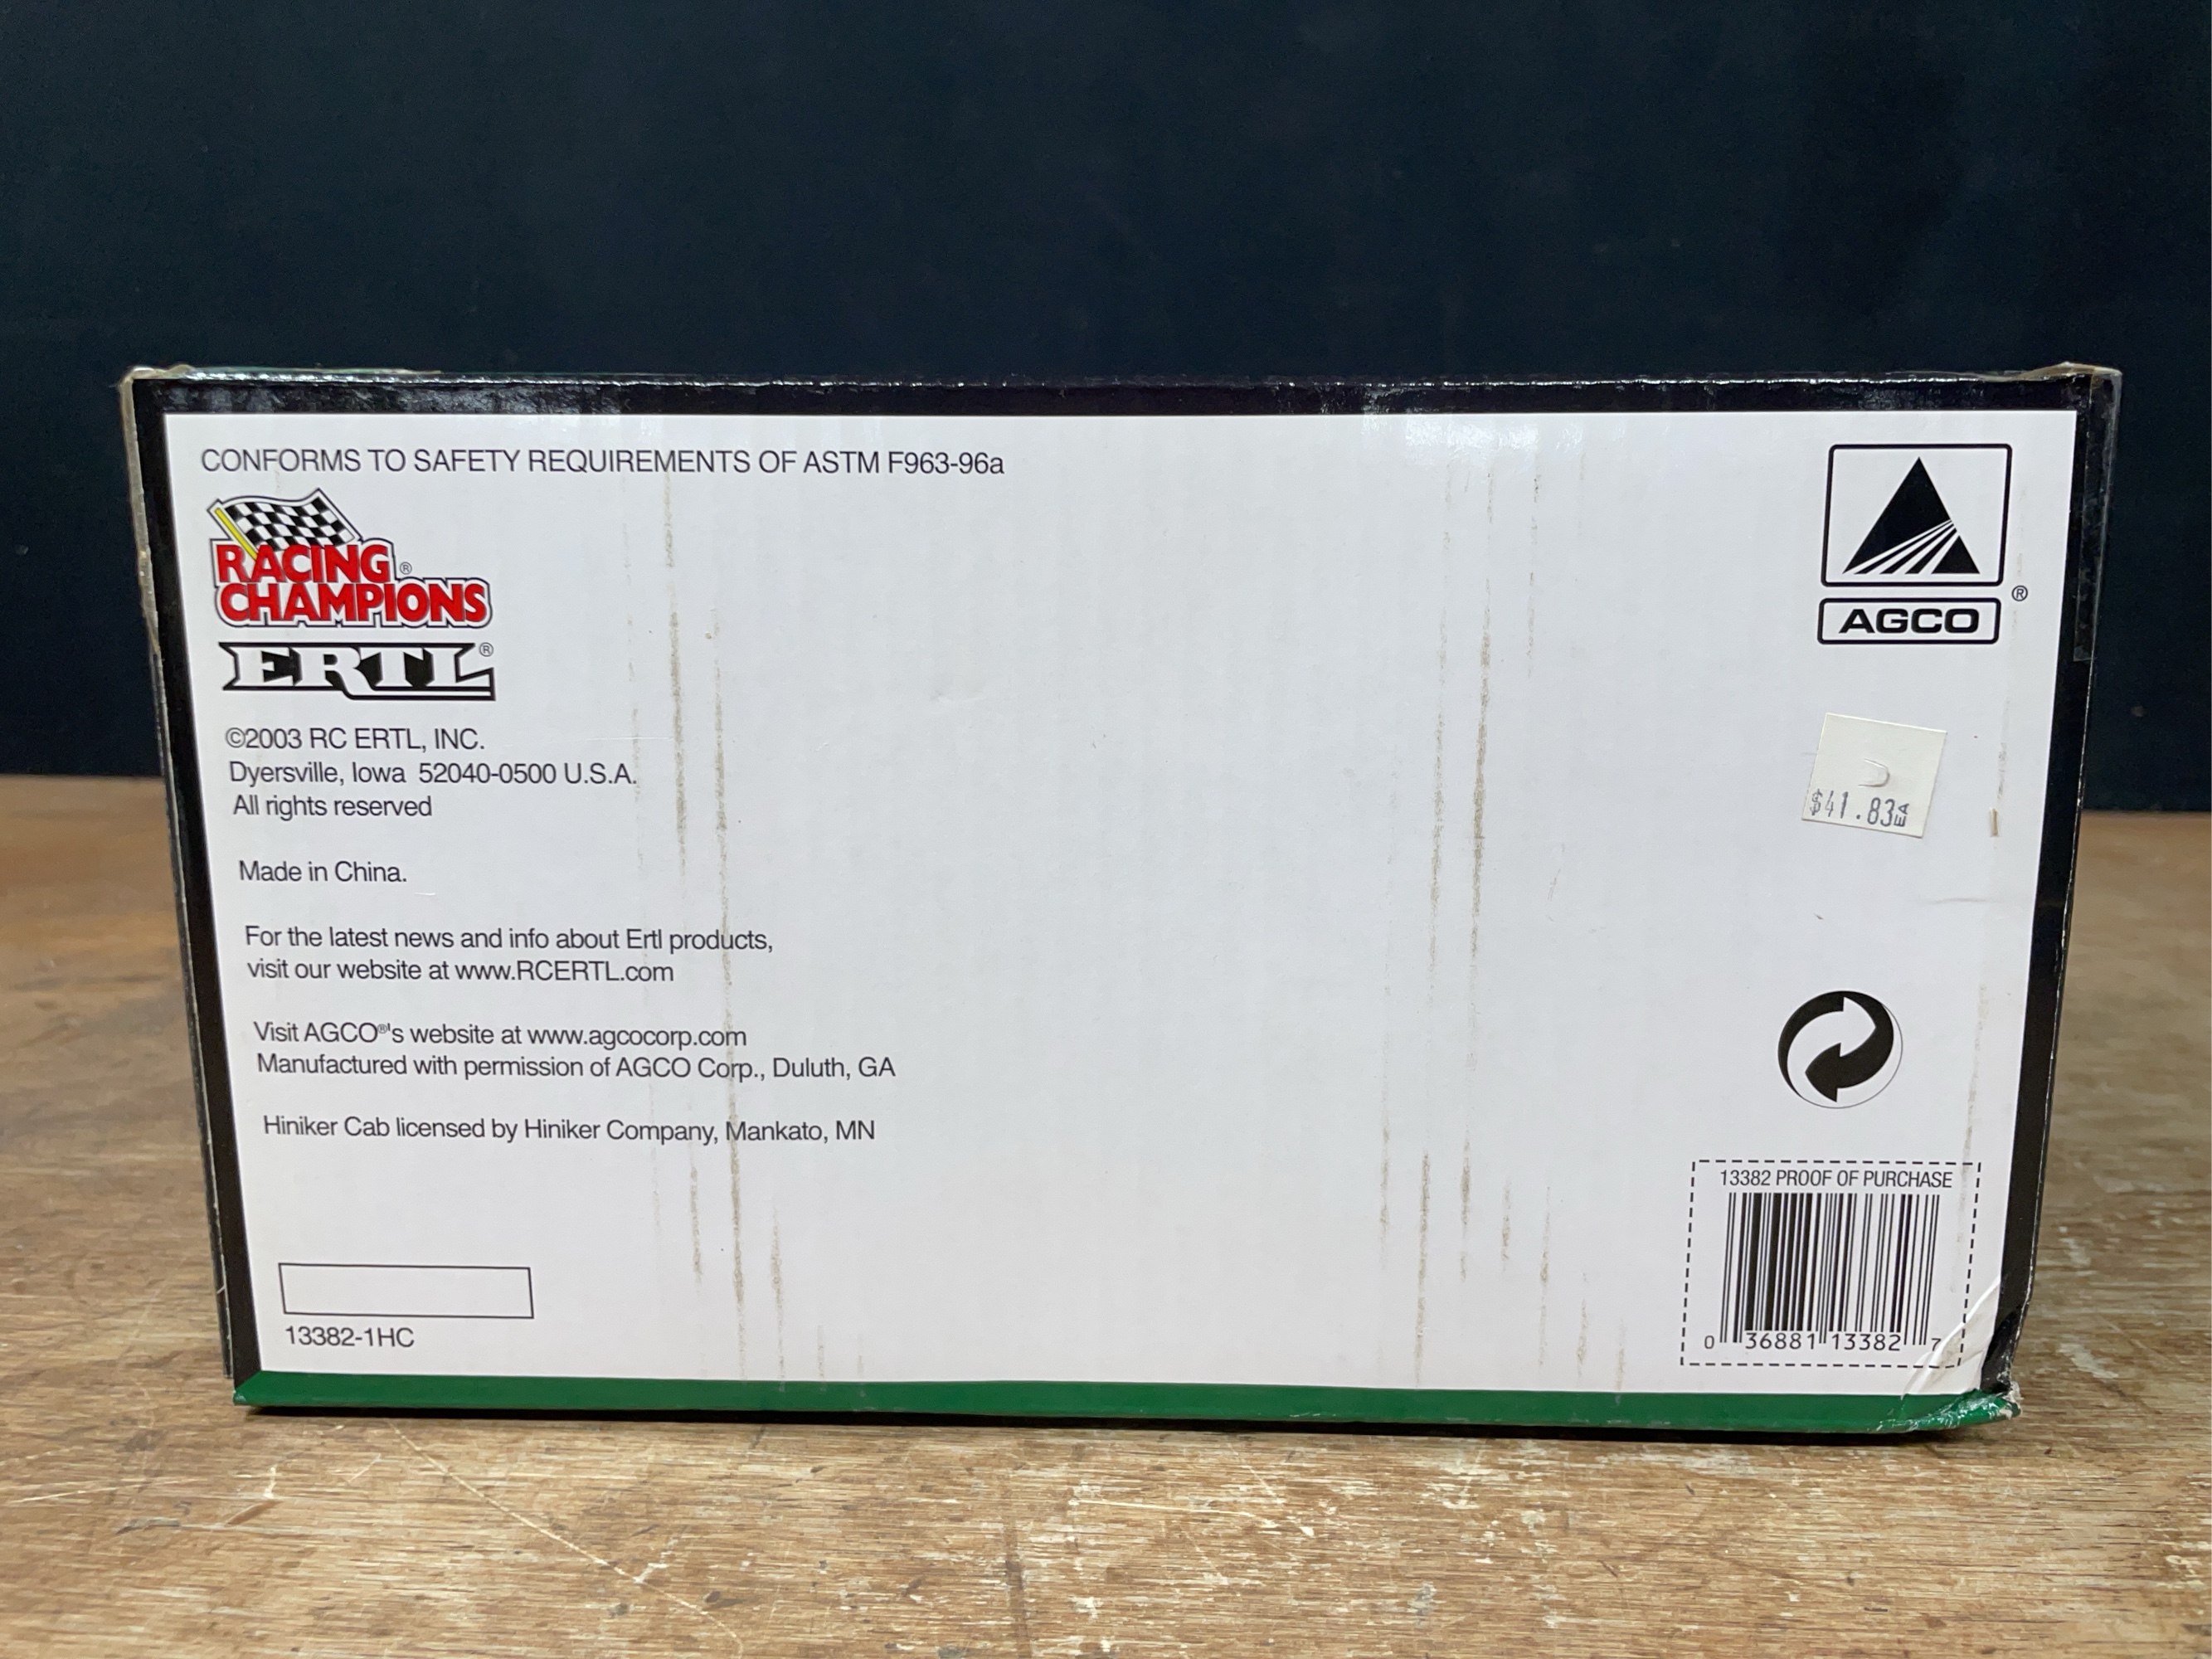 CONFORMS TO SAFETY REQUIREMENTS OF ASTM F963-96a
RACING®
CHAMPIONS
ERTL®
©2003 RC ERTL, INC.
Dyersville, Iowa 52040-0500 U.S.A.
All rights reserved
Made in China.
For the latest news and info about Ertl products,
visit our website at www.RCERTL.com
Visit AGCO®'s website at www.agcocorp.com
Manufactured with permission of AGCO Corp., Duluth, GA
Hiniker Cab licensed by Hiniker Company, Mankato, MN
13382-1HC
®
AGCO
$41.83EA
13382 PROOF OF PURCHASE
0 36881 13382 7